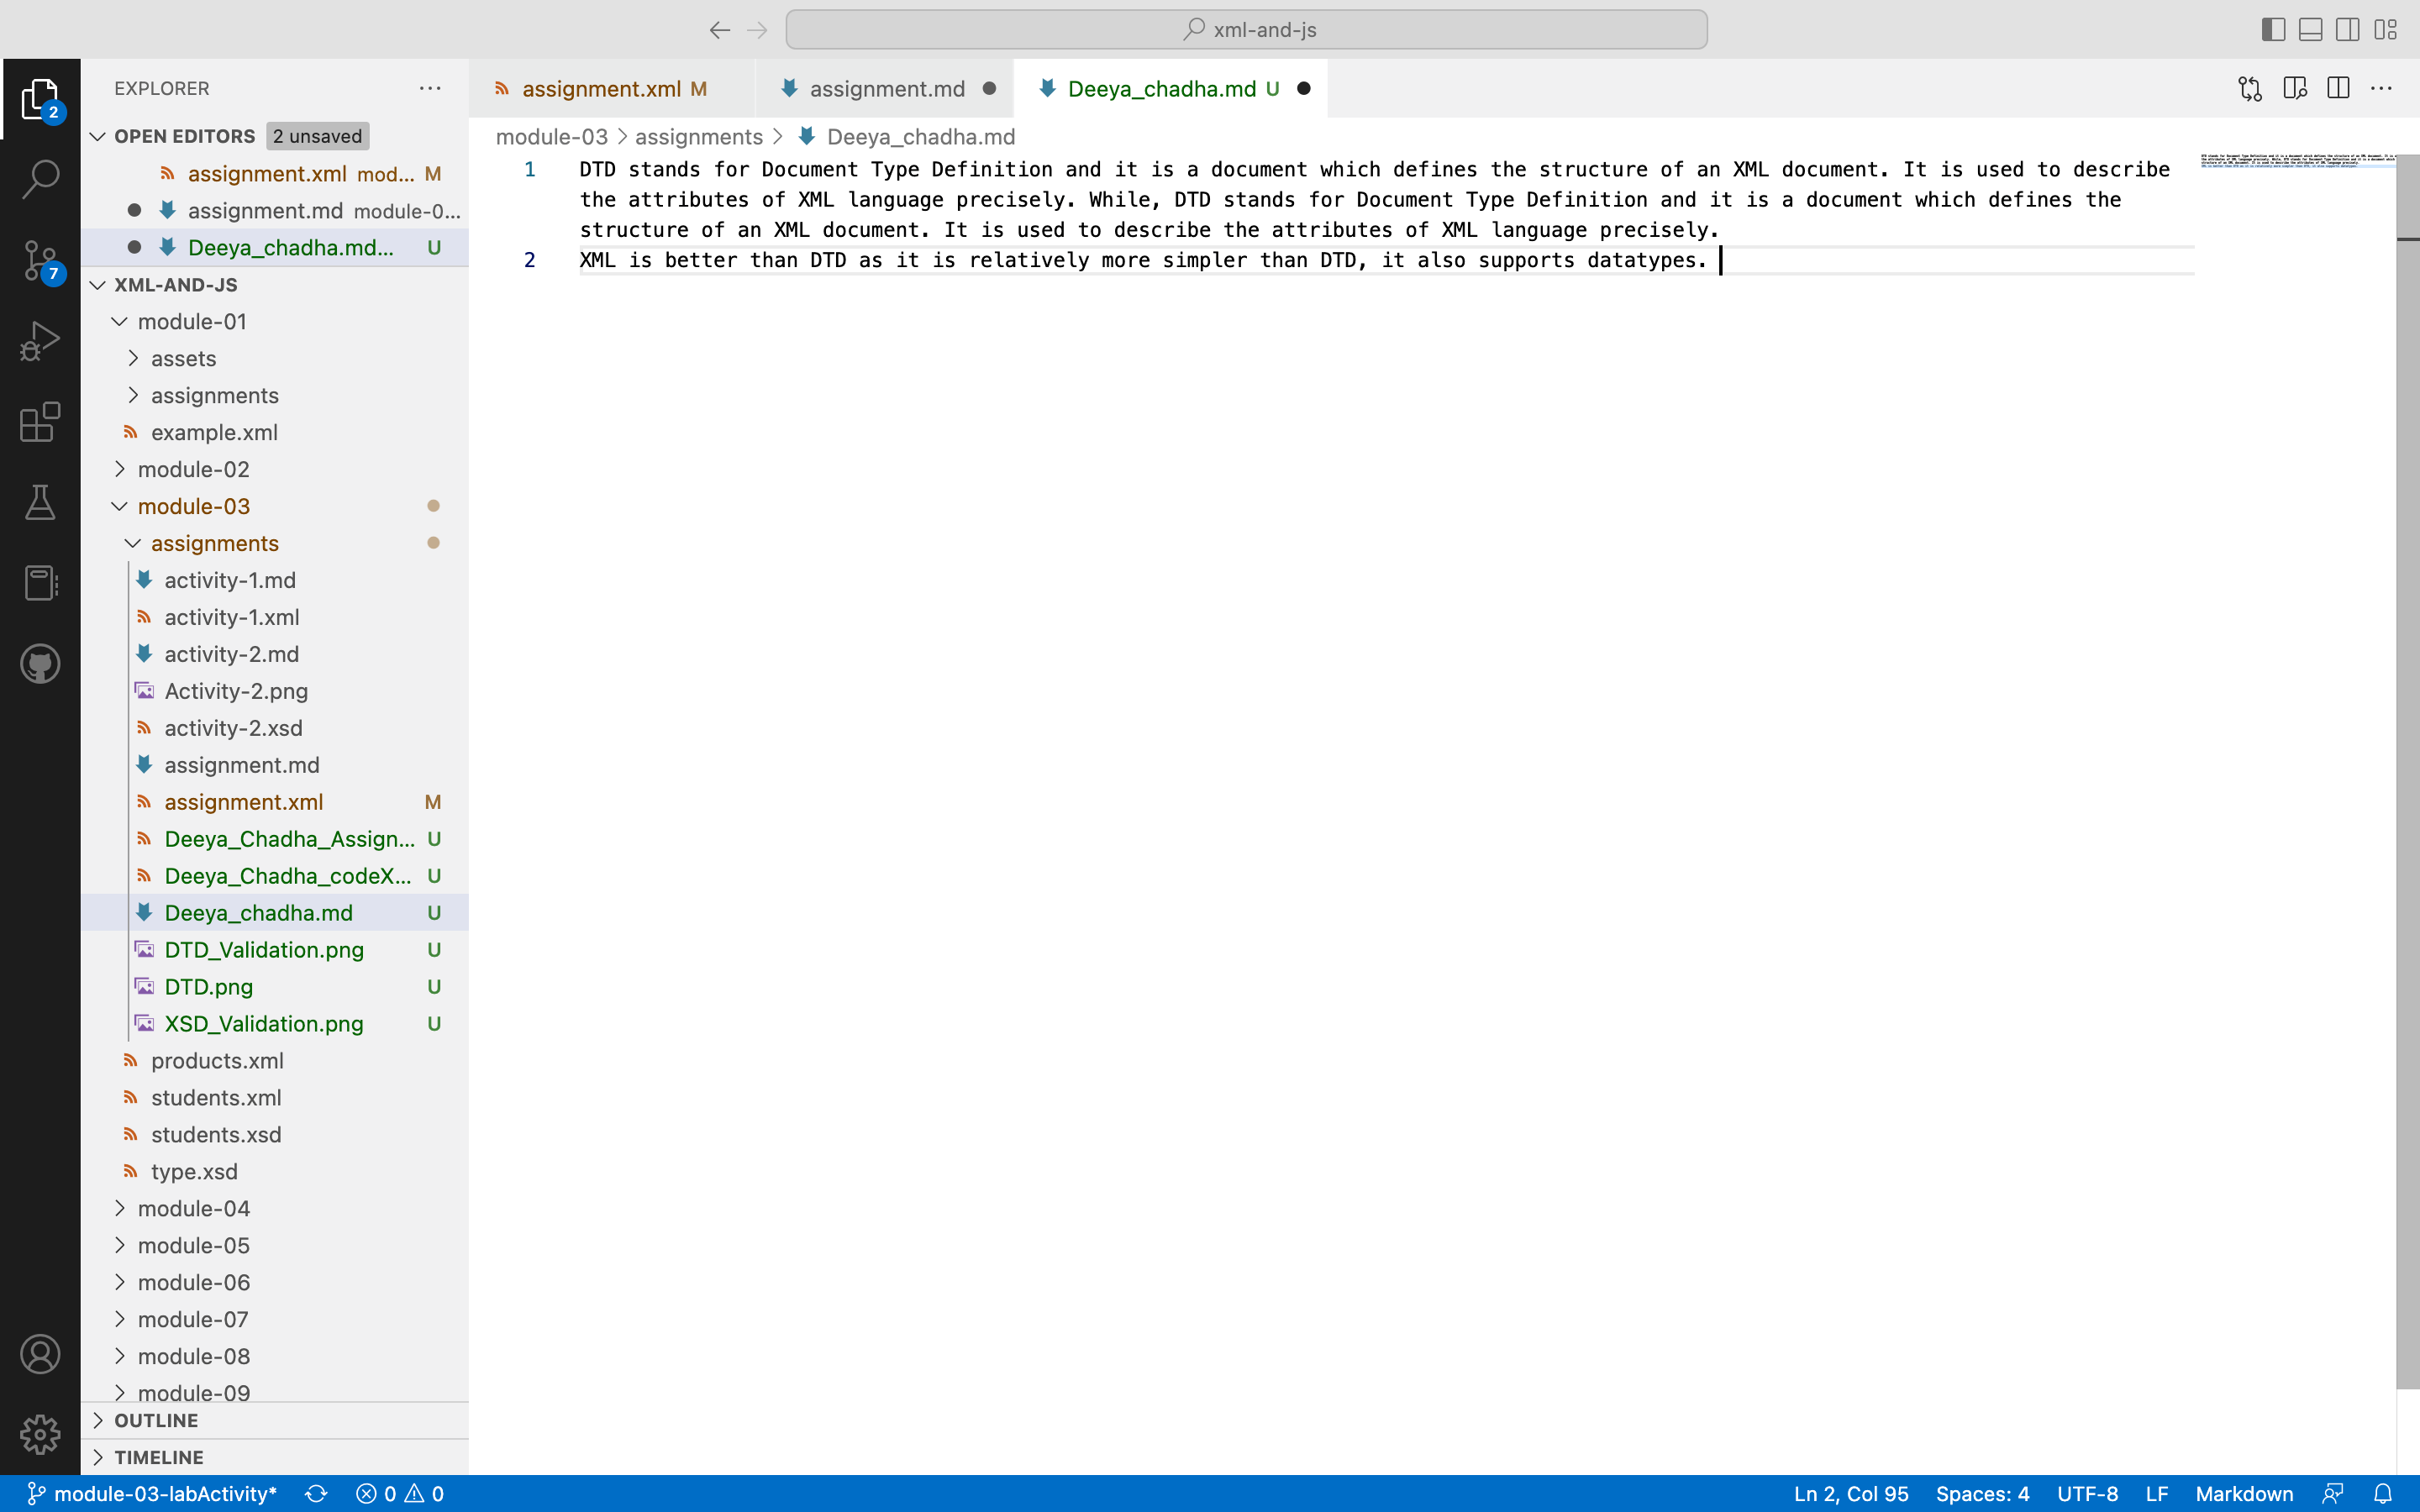 xml-and-js
EXPLORER
assignment.xml M
assignment.md
Deeya_chadha.md U
OPEN EDITORS 2 unsaved
module-03 > assignments > Deeya_chadha.md
assignment.xml mod... M
assignment.md module-0...
Deeya_chadha.md... U
1 DTD stands for Document Type Definition and it is a document which defines the structure of an XML document. It is used to describe
the attributes of XML language precisely. While, DTD stands for Document Type Definition and it is a document which defines the
structure of an XML document. It is used to describe the attributes of XML language precisely.
2 XML is better than DTD as it is relatively more simpler than DTD, it also supports datatypes.
2
7
XML-AND-JS
module-01
assets
assignments
example.xml
module-02
module-03
assignments
activity-1.md
activity-1.xml
activity-2.md
Activity-2.png
activity-2.xsd
assignment.md
assignment.xml M
Deeya_Chadha_Assign... U
Deeya_Chadha_codeX... U
Deeya_chadha.md U
DTD_Validation.png U
DTD.png U
XSD_Validation.png U
products.xml
students.xml
students.xsd
type.xsd
module-04
module-05
module-06
module-07
module-08
module-09
OUTLINE
TIMELINE
module-03-labActivity* 0 0 Ln 2, Col 95 Spaces: 4 UTF-8 LF Markdown